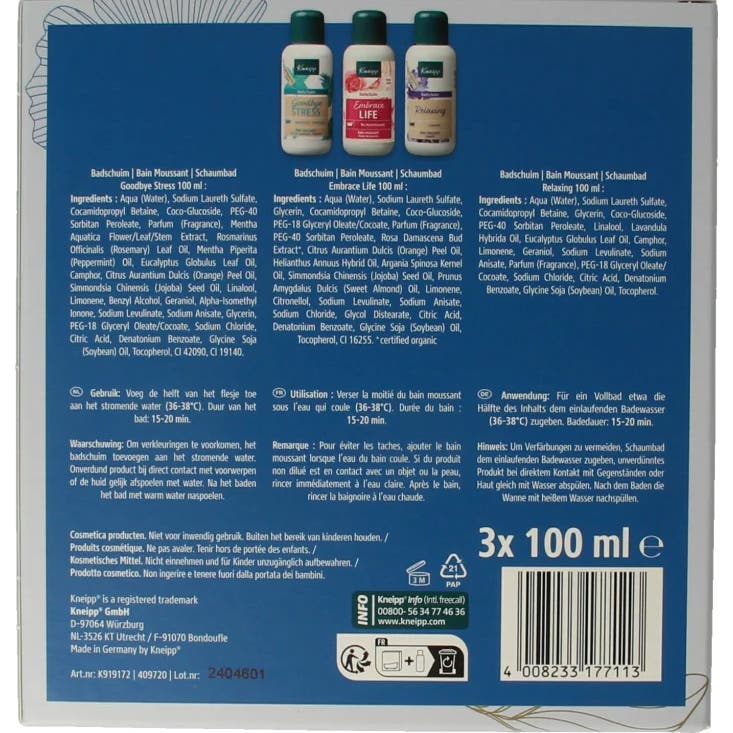 Kneipp
Badschuim
Goodbye
STRESS
Kneipp
Badschuim
Embrace
LIFE
Kneipp
Badschuim
Relaxing
Badschuim | Bain Moussant | Schaumbad
Goodbye Stress 100 ml :
Ingredients : Aqua (Water), Sodium Laureth Sulfate,
Cocamidopropyl Betaine, Coco-Glucoside, PEG-40
Sorbitan Peroleate, Parfum (Fragrance), Mentha
Aquatica Flower/Leaf/Stem Extract, Rosmarinus
Officinalis (Rosemary) Leaf Oil, Mentha Piperita
(Peppermint) Oil, Eucalyptus Globulus Leaf Oil,
Camphor, Citrus Aurantium Dulcis (Orange) Peel Oil,
Simmondsia Chinensis (Jojoba) Seed Oil, Linalool,
Limonene, Benzyl Alcohol, Geraniol, Alpha-Isomethyl
Ionone, Sodium Levulinate, Sodium Anisate, Glycerin,
PEG-18 Glyceryl Oleate/Cocoate, Sodium Chloride,
Citric Acid, Denatonium Benzoate, Glycine Soja
(Soybean) Oil, Tocopherol, CI 42090, CI 19140.
Badschuim | Bain Moussant | Schaumbad
Embrace Life 100 ml :
Ingredients : Aqua (Water), Sodium Laureth Sulfate,
Glycerin, Cocamidopropyl Betaine, Coco-Glucoside,
PEG-18 Glyceryl Oleate/Cocoate, Parfum (Fragrance),
PEG-40 Sorbitan Peroleate, Rosa Damascena Bud
Extract*, Citrus Aurantium Dulcis (Orange) Peel Oil,
Helianthus Annuus Hybrid Oil, Argania Spinosa Kernel
Oil, Simmondsia Chinensis (Jojoba) Seed Oil, Prunus
Amygdalus Dulcis (Sweet Almond) Oil, Limonene,
Citronellol, Sodium Levulinate, Sodium Anisate,
Sodium Chloride, Glycol Distearate, Citric Acid,
Denatonium Benzoate, Glycine Soja (Soybean) Oil,
Tocopherol, CI 16255. *certified organic
Badschuim | Bain Moussant | Schaumbad
Relaxing 100 ml :
Ingredients : Aqua (Water), Sodium Laureth Sulfate,
Cocamidopropyl Betaine, Glycerin, Coco-Glucoside,
PEG-40 Sorbitan Peroleate, Linalool, Lavandula
Hybrida Oil, Eucalyptus Globulus Leaf Oil, Camphor,
Limonene, Geraniol, Sodium Levulinate, Sodium
Anisate, Parfum (Fragrance), PEG-18 Glyceryl Oleate/
Cocoate, Sodium Chloride, Citric Acid, Denatonium
Benzoate, Glycine Soja (Soybean) Oil, Tocopherol.
NL Gebruik: Voeg de helft van het flesje toe
aan het stromende water (36-38°C). Duur van het
bad: 15-20 min.
Waarschuwing: Om verkleuringen te voorkomen, het
badschuim toevoegen aan het stromende water.
Onverdund product bij direct contact met voorwerpen
of de huid gelijk afspoelen met water. Na het baden
het bad met warm water naspoelen.
FR Utilisation : Verser la moitié du bain moussant
sous l'eau qui coule (36-38°C). Durée du bain :
15-20 min.
Remarque : Pour éviter les taches, ajouter le bain
moussant lorsque l'eau du bain coule. Si du produit
non dilué est en contact avec un objet ou la peau,
rincer immédiatement à l'eau claire. Après le bain,
rincer la baignoire à l'eau chaude.
DE Anwendung: Für ein Vollbad etwa die
Hälfte des Inhalts dem einlaufenden Badewasser
(36-38°C) zugeben. Badedauer: 15-20 min.
Hinweis: Um Verfärbungen zu vermeiden, Schaumbad
dem einlaufenden Badewasser zugeben, unverdünntes
Produkt bei direktem Kontakt mit Gegenständen oder
Haut gleich mit Wasser abspülen. Nach dem Baden die
Wanne mit heißem Wasser nachspülen.
Cosmetica producten. Niet voor inwendig gebruik. Buiten het bereik van kinderen houden. /
Produits cosmétique. Ne pas avaler. Tenir hors de portée des enfants. /
Kosmetisches Mittel. Nicht einnehmen und für Kinder unzugänglich aufbewahren. /
Prodotto cosmetico. Non ingerire e tenere fuori dalla portata dei bambini.
3 M
21
PAP
3x 100 ml ℮
Kneipp® is a registered trademark
Kneipp® GmbH
D-97064 Würzburg
NL-3526 KT Utrecht / F-91070 Bondoufle
Made in Germany by Kneipp®
Art.nr: K919172 | 409720 | Lot.nr: 2404601
INFO
Kneipp® Info (Intl. freecall)
00800- 56 34 77 46 36
www.kneipp.com
FR
4 008233 177113